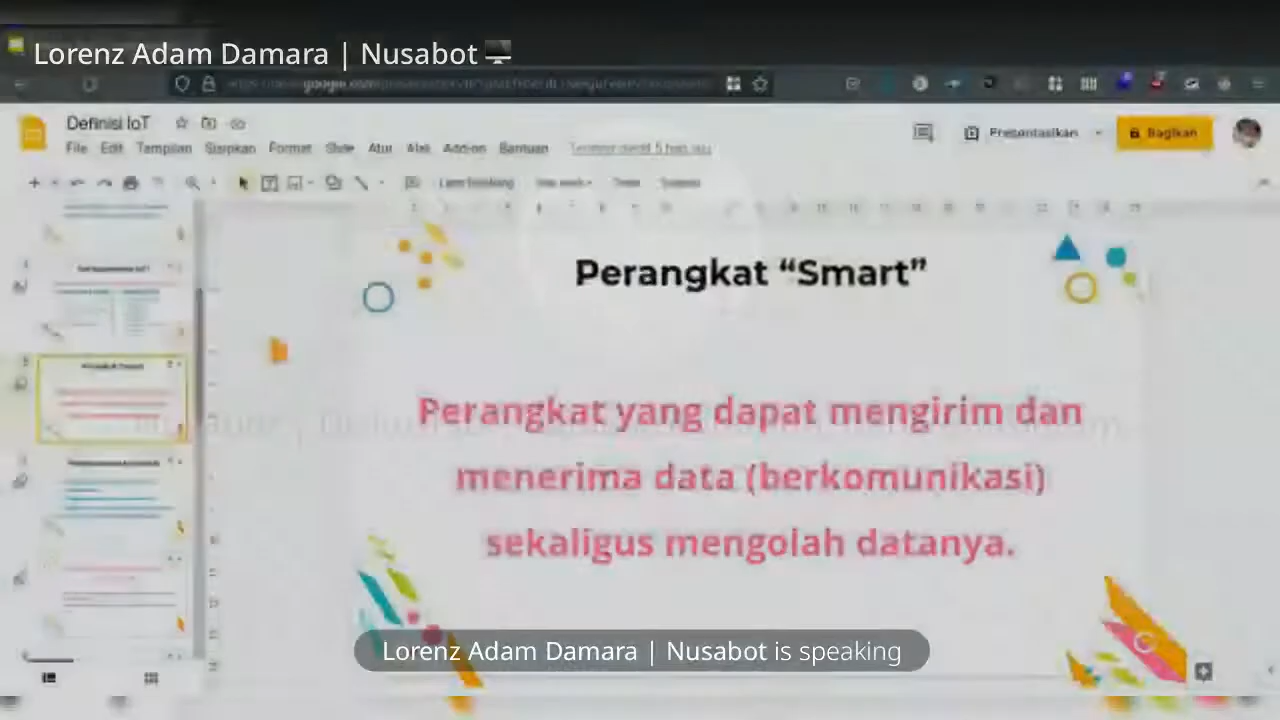 Lorenz Adam Damara | Nusabot
Definisi IoT
File Edit Tampilan Sisipkan Format Slide Atur Alat Add-on Bantuan
Presentasikan
Bagikan
Perangkat “Smart”
Perangkat yang dapat mengirim dan
menerima data (berkomunikasi)
sekaligus mengolah datanya.
Lorenz Adam Damara | Nusabot is speaking